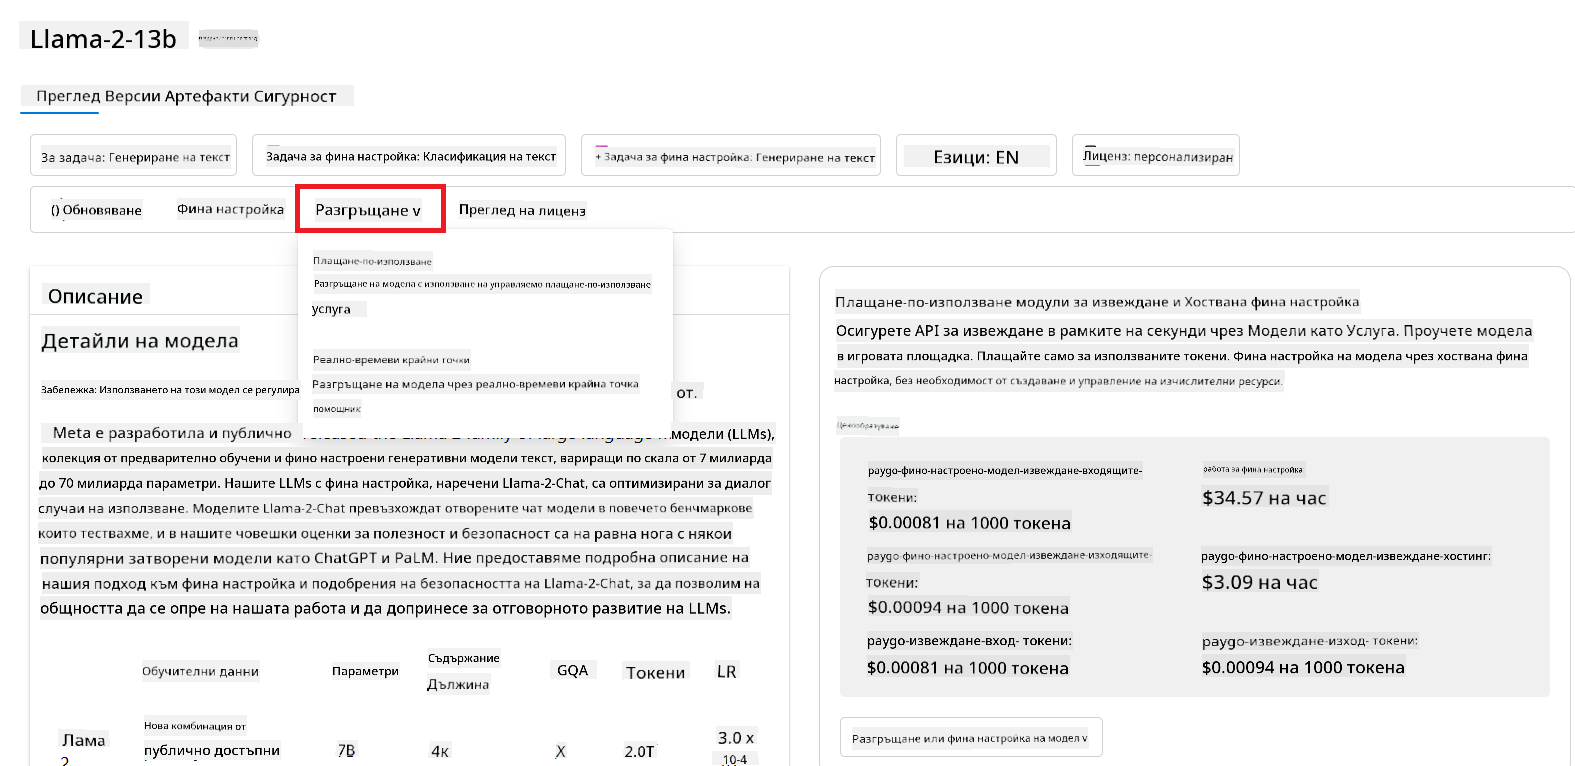 Llama-2-13b
Преглед Версии Артефакти Сигурност
За задача: Генериране на текст
Задача за фина настройка: Класификация на текст
+ Задача за фина настройка: Генериране на текст
Езици: EN
Лиценз: персонализиран
() Обновяване
Фина настройка
Разгръщане v
Преглед на лиценз
Плащане-по-използване
Разгръщане на модела с използване на управляемо плащане-по-използване
услуга
Реално-времеви крайни точки
Разгръщане на модела чрез реално-времеви крайна точка
помощник
Описание
Детайли на модела
Забележка: Използването на този модел се регулира
от.
Meta е разработила и публично
модели (LLMs),
колекция от предварително обучени и фино настроени генеративни модели текст, вариращи по скала от 7 милиарда
до 70 милиарда параметри. Нашите LLMs с фина настройка, наречени Llama-2-Chat, са оптимизирани за диалог
случаи на използване. Моделите Llama-2-Chat превъзхождат отворените чат модели в повечето бенчмаркове
които тествахме, и в нашите човешки оценки за полезност и безопасност са на равна нога с някои
популярни затворени модели като ChatGPT и PaLM. Ние предоставяме подробна описание на
нашия подход към фина настройка и подобрения на безопасността на Llama-2-Chat, за да позволим на
общността да се опре на нашата работа и да допринесе за отговорното развитие на LLMs.
Обучителни данни
Параметри
Съдържание
Дължина
GQA
Токени
LR
Лама
2
Нова комбинация от
публично достъпни
7B
4к
X
2.0T
3.0 x
10-4
Плащане-по-използване модули за извеждане и Хоствана фина настройка
Осигурете API за извеждане в рамките на секунди чрез Модели като Услуга. Проучете модела
в игровата площадка. Плащайте само за използваните токени. Фина настройка на модела чрез хоствана фина
настройка, без необходимост от създаване и управление на изчислителни ресурси.
Ценообразуване
paygo-фино-настроено-модел-извеждане-входящите-
токени:
$0.00081 на 1000 токена
работа за фина настройка
$34.57 на час
paygo-фино-настроено-модел-извеждане-изходящите-
токени:
$0.00094 на 1000 токена
paygo-фино-настроено-модел-извеждане-хостинг:
$3.09 на час
paygo-извеждане-вход- токени:
$0.00081 на 1000 токена
paygo-извеждане-изход- токени:
$0.00094 на 1000 токена
Разгръщане или фина настройка на модел v